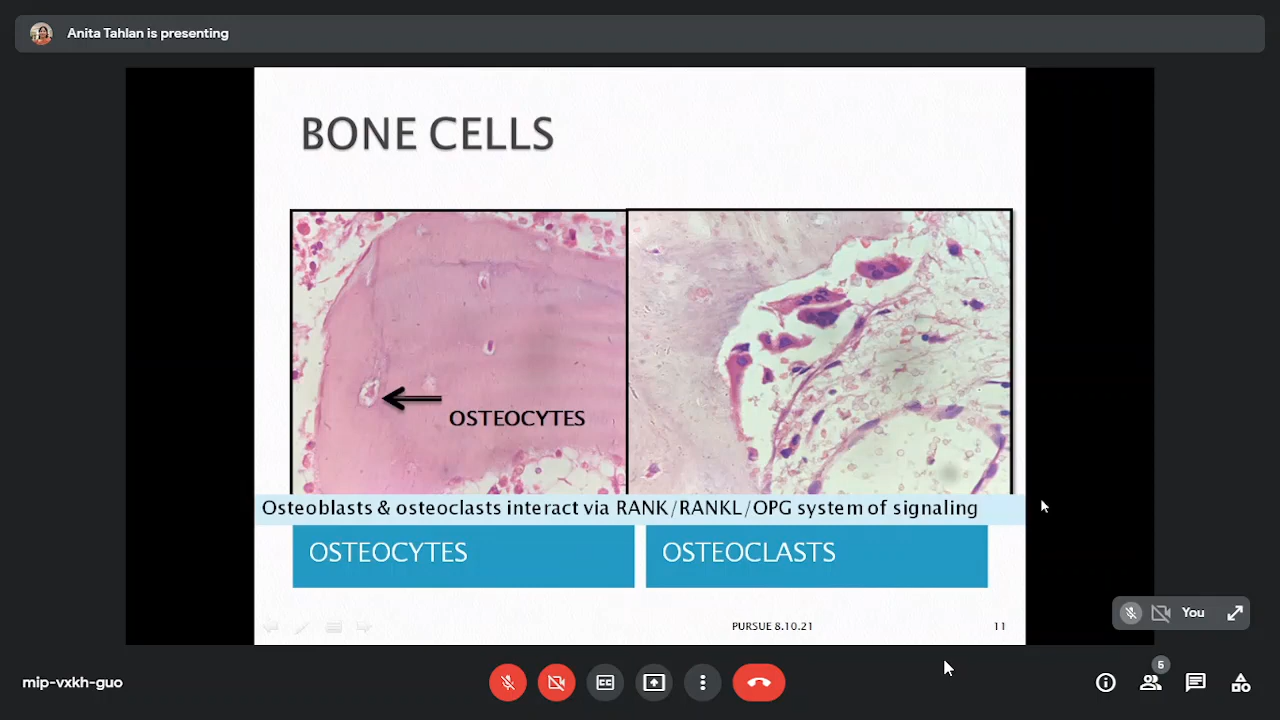 Anita Tahlan is presenting
BONE CELLS
OSTEOCYTES
Osteoblasts & osteoclasts interact via RANK/RANKL/OPG system of signaling
OSTEOCYTES
OSTEOCLASTS
PURSUE 8.10.21
11
You
mip-vxkh-guo
CC
5